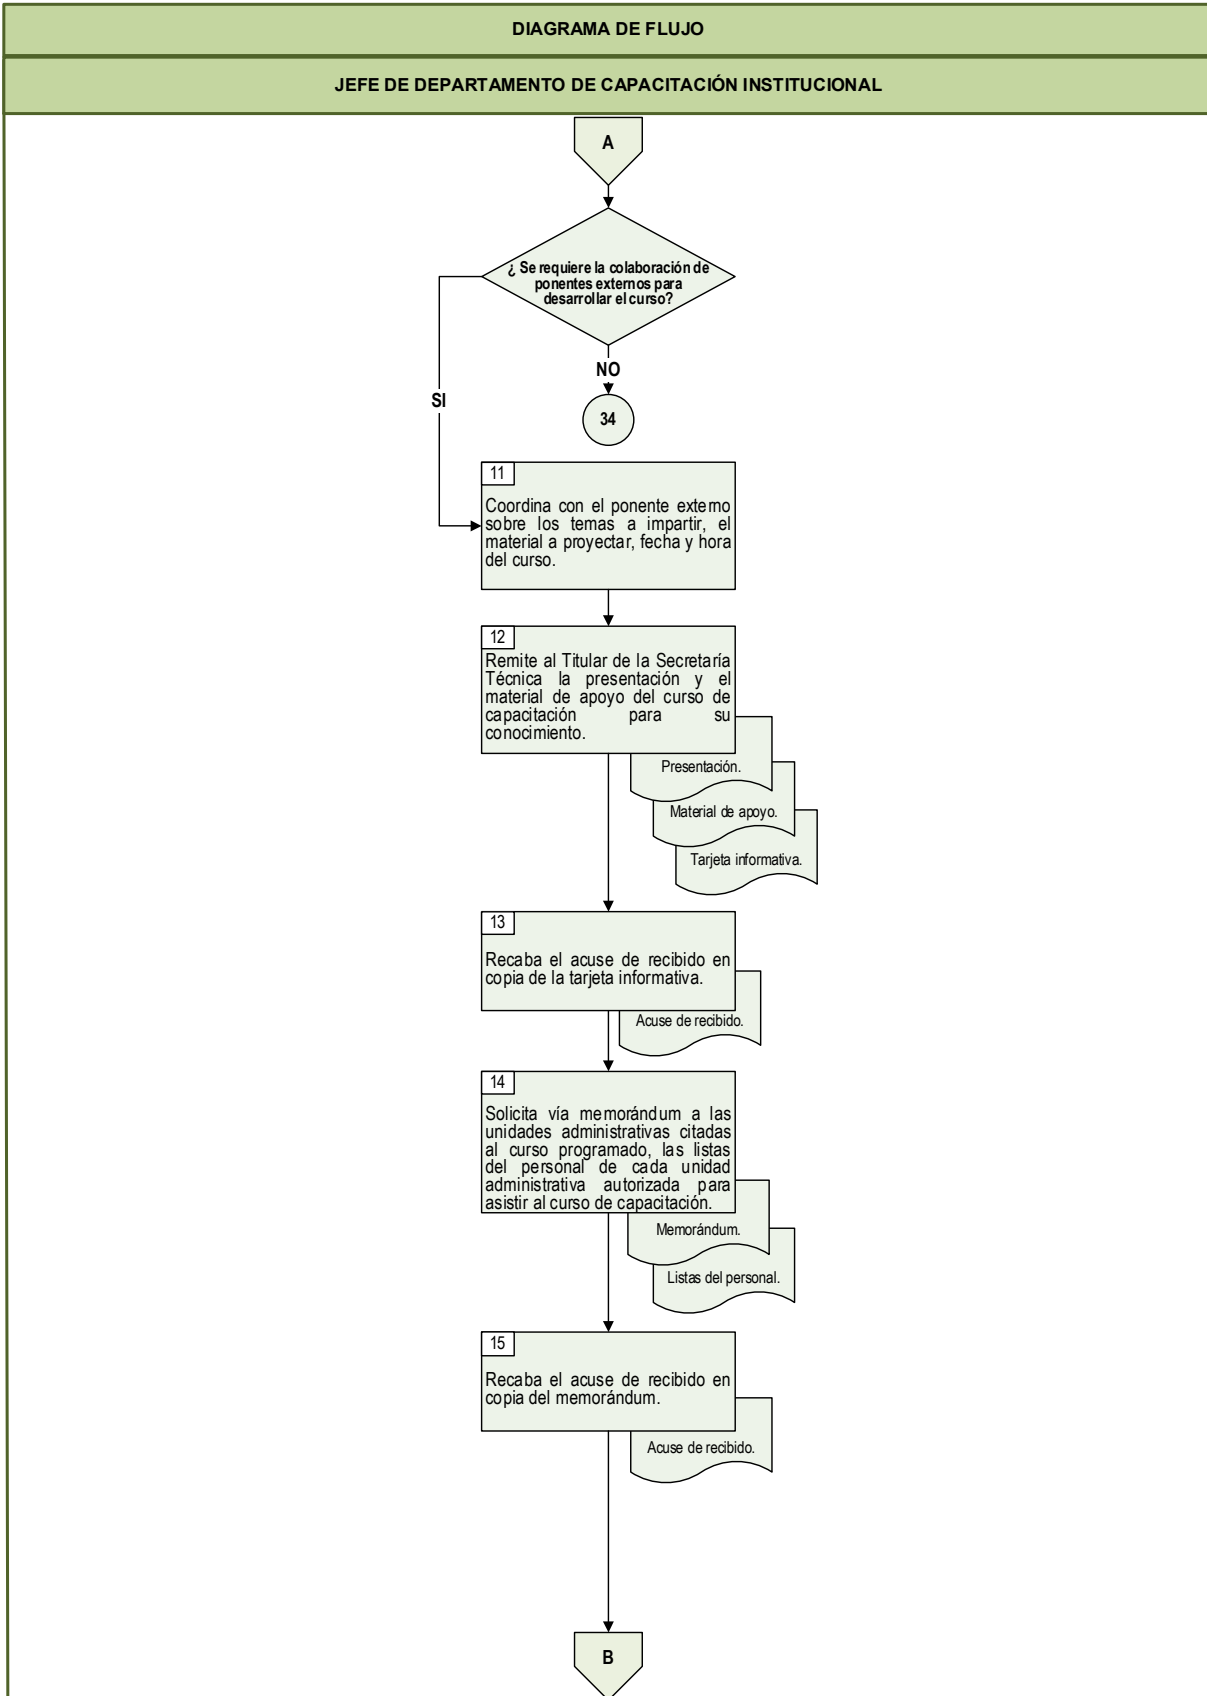 DIAGRAMA DE FLUJO
JEFE DE DEPARTAMENTO DE CAPACITACIÓN INSTITUCIONAL
A
¿ Se requiere la colaboración de
ponentes externos para
desarrollar el curso?
NO
SI
34
11
Coordina con el ponente externo
sobre los temas a impartir, el
material a proyectar, fecha y hora
del curso.
12
Remite al Titular de la Secretaría
Técnica la presentación y el
material de apoyo del curso de
capacitación para su
conocimiento.
Presentación.
Material de apoyo.
Tarjeta informativa.
13
Recaba el acuse de recibido en
copia de la tarjeta informativa.
Acuse de recibido.
14
Solicita vía memorándum a las
unidades administrativas citadas
al curso programado, las listas
del personal de cada unidad
administrativa autorizada para
asistir al curso de capacitación.
Memorándum.
Listas del personal.
15
Recaba el acuse de recibido en
copia del memorándum.
Acuse de recibido.
B